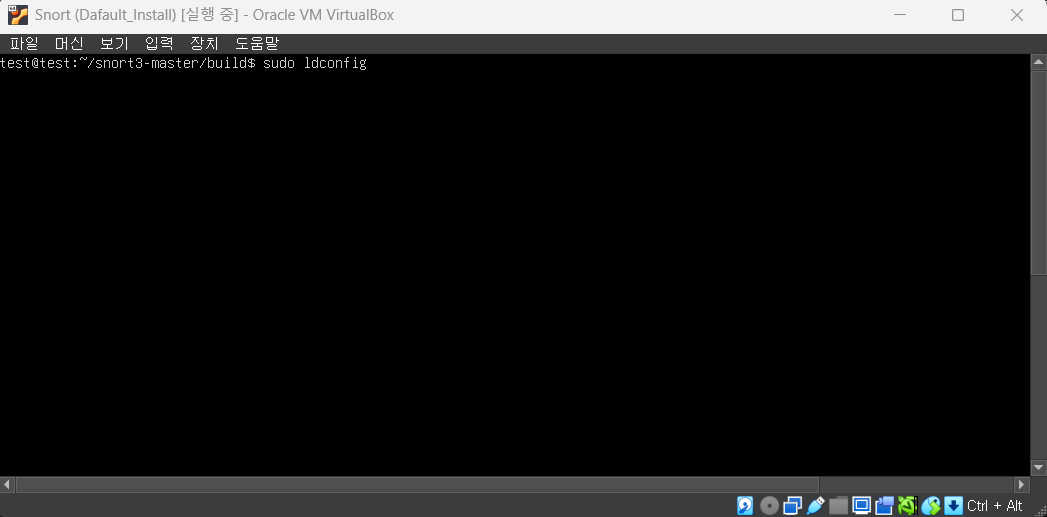 Snort (Dafault_Install) [실행 중] - Oracle VM VirtualBox
파일 머신 보기 입력 장치 도움말
test@test:~/snort3-master/build$ sudo ldconfig
Ctrl + Alt